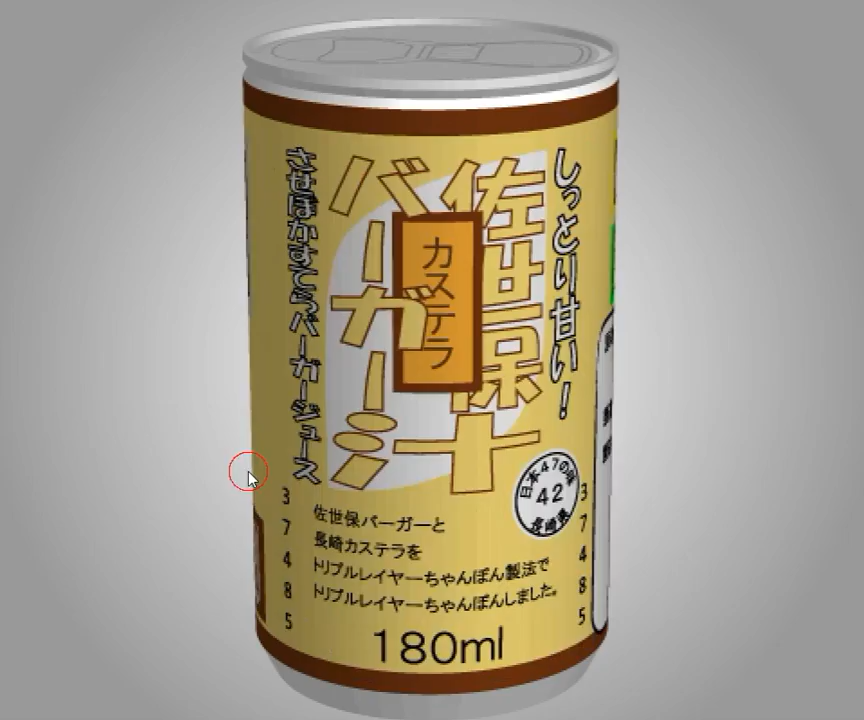 しっとり甘い!
佐世保
バーガー汁
カステラ
させぼかすてらバーガージュース
日本47の味
42
長崎県
佐世保バーガーと
長崎カステラを
トリプルレイヤーちゃんぽん製法で
トリプルレイヤーちゃんぽんしました。
180ml
3
7
4
8
5
3
7
4
8
5